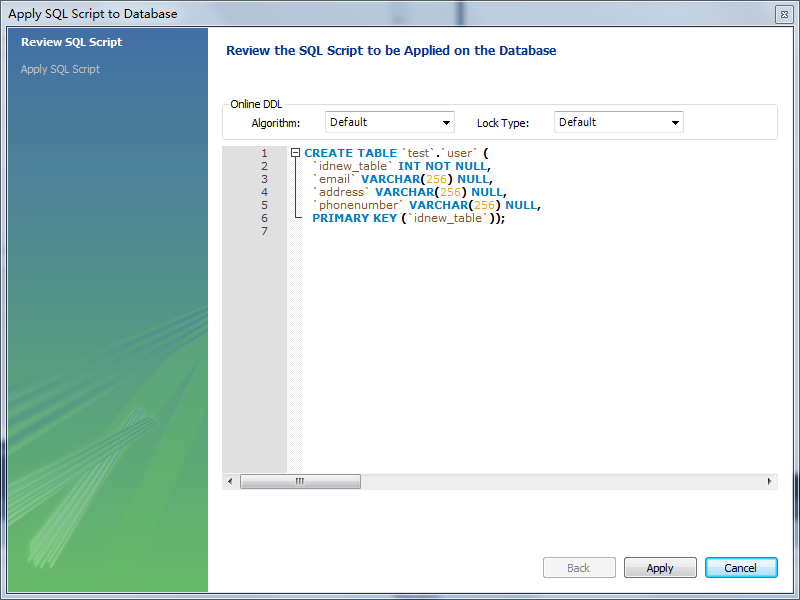 Apply SQL Script to Database
Review SQL Script
Apply SQL Script
Review the SQL Script to be Applied on the Database
Online DDL
Algorithm: Default Lock Type: Default
1 CREATE TABLE `test`.`user` (
2 `idnew_table` INT NOT NULL,
3 `email` VARCHAR(256) NULL,
4 `address` VARCHAR(256) NULL,
5 `phonenumber` VARCHAR(256) NULL,
6 PRIMARY KEY (`idnew_table`));
7
Back Apply Cancel